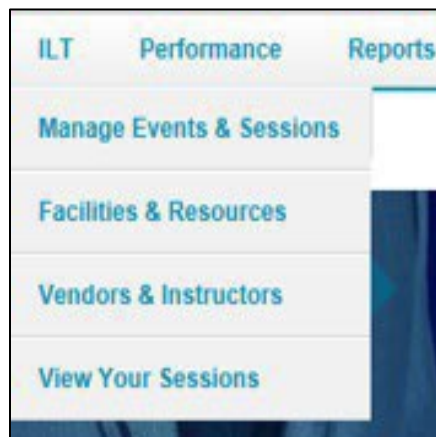 ILT Performance Reports
Manage Events & Sessions
Facilities & Resources
Vendors & Instructors
View Your Sessions